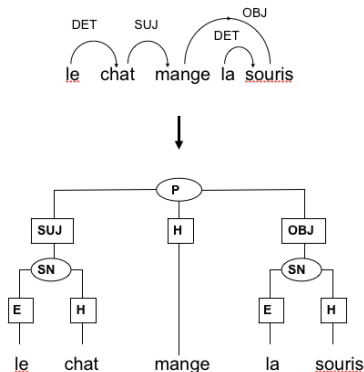 OBJ
DET SUJ DET
le chat mange la souris
P
SUJ H OBJ
SN SN
E H E H
le chat mange la souris